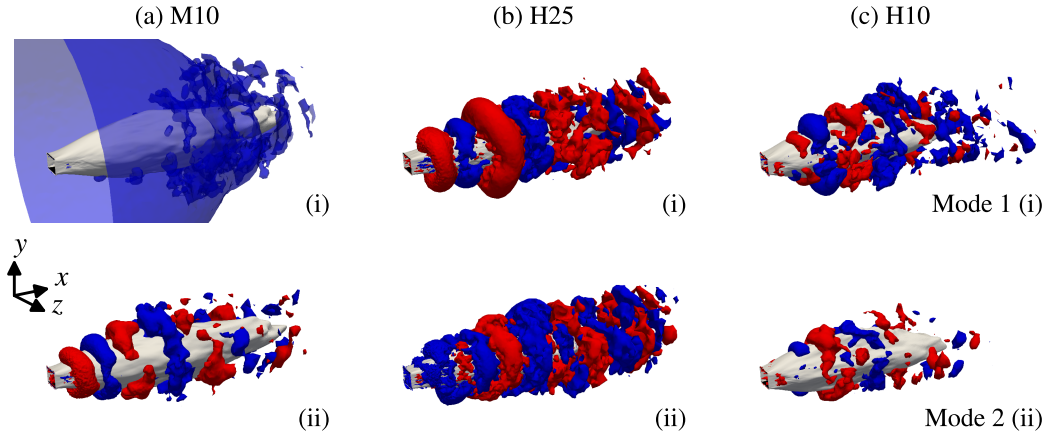 (a) M10
(b) H25
(c) H10
(i)
(i)
Mode 1 (i)
y
x
z
(ii)
(ii)
Mode 2 (ii)